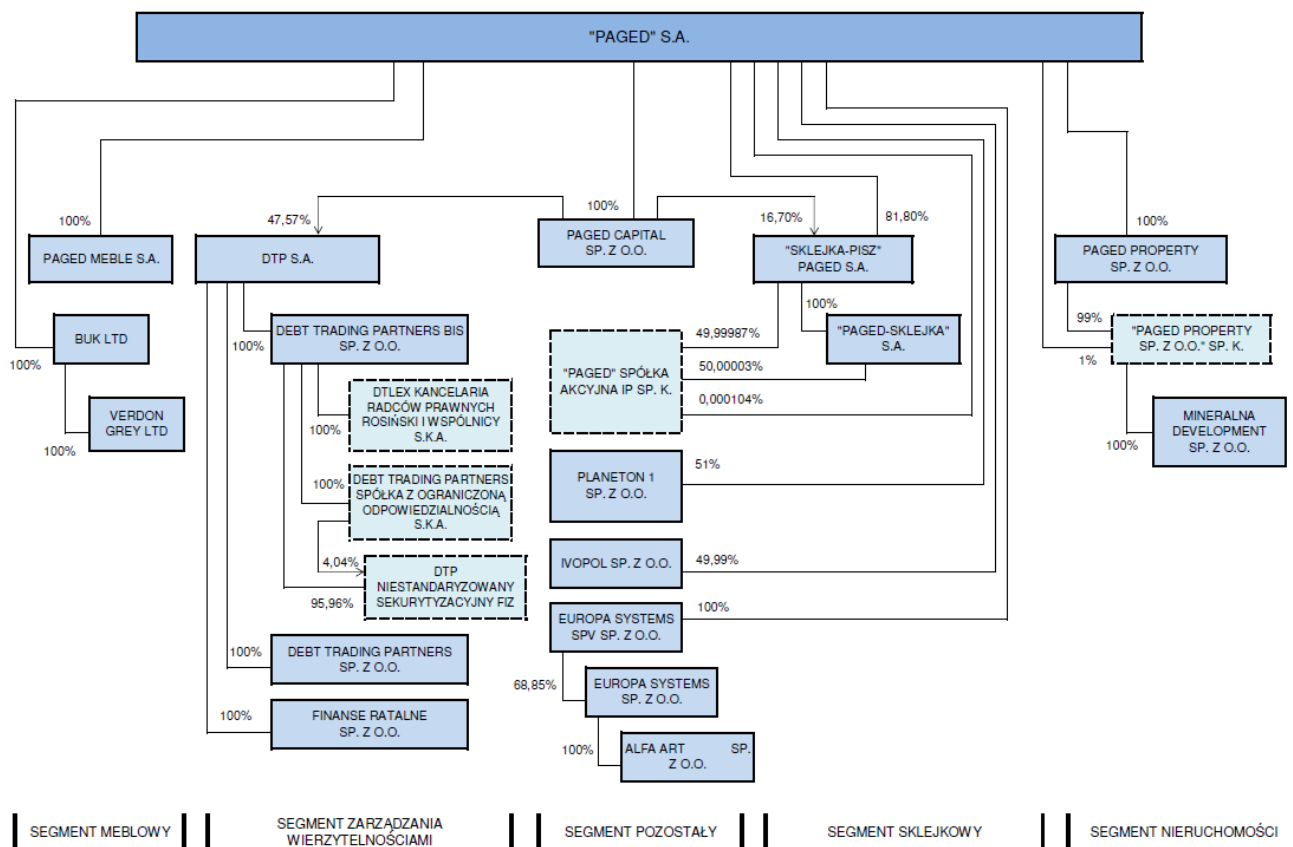 "PAGED" S.A.
100%
47,57%
100%
16,70%
81,80%
100%
PAGED MEBLE S.A.
DTP S.A.
PAGED CAPITAL
SP. Z O.O.
"SKLEJKA-PISZ"
PAGED S.A.
PAGED PROPERTY
SP. Z O.O.
BUK LTD
100%
VERDON
GREY LTD
100%
DEBT TRADING PARTNERS BIS
SP. Z O.O.
100%
DTLEX KANCELARIA
RADCÓW PRAWNYCH
ROSIŃSKI I WSPÓLNICY
S.K.A.
100%
100%
DEBT TRADING PARTNERS
SPÓŁKA Z OGRANICZONĄ
ODPOWIEDZIALNOŚCIĄ
S.K.A.
4,04%
95,96%
DTP
NIESTANDARYZOWANY
SEKURYTYZACYJNY FIZ
100%
DEBT TRADING PARTNERS
SP. Z O.O.
100%
FINANSE RATALNE
SP. Z O.O.
"PAGED" SPÓŁKA
AKCYJNA IP SP. K.
49,99987%
50,00003%
0,000104%
100%
"PAGED-SKLEJKA"
S.A.
PLANETON 1
SP. Z O.O.
51%
IVOPOL SP. Z O.O.
49,99%
EUROPA SYSTEMS
SPV SP. Z O.O.
100%
68,85%
EUROPA SYSTEMS
SP. Z O.O.
100%
ALFA ART SP.
Z O.O.
99%
1%
"PAGED PROPERTY
SP. Z O.O." SP. K.
100%
MINERALNA
DEVELOPMENT
SP. Z O.O.
SEGMENT MEBLOWY
SEGMENT ZARZĄDZANIA
WIERZYTELNOŚCIAMI
SEGMENT POZOSTAŁY
SEGMENT SKLEJKOWY
SEGMENT NIERUCHOMOŚCI